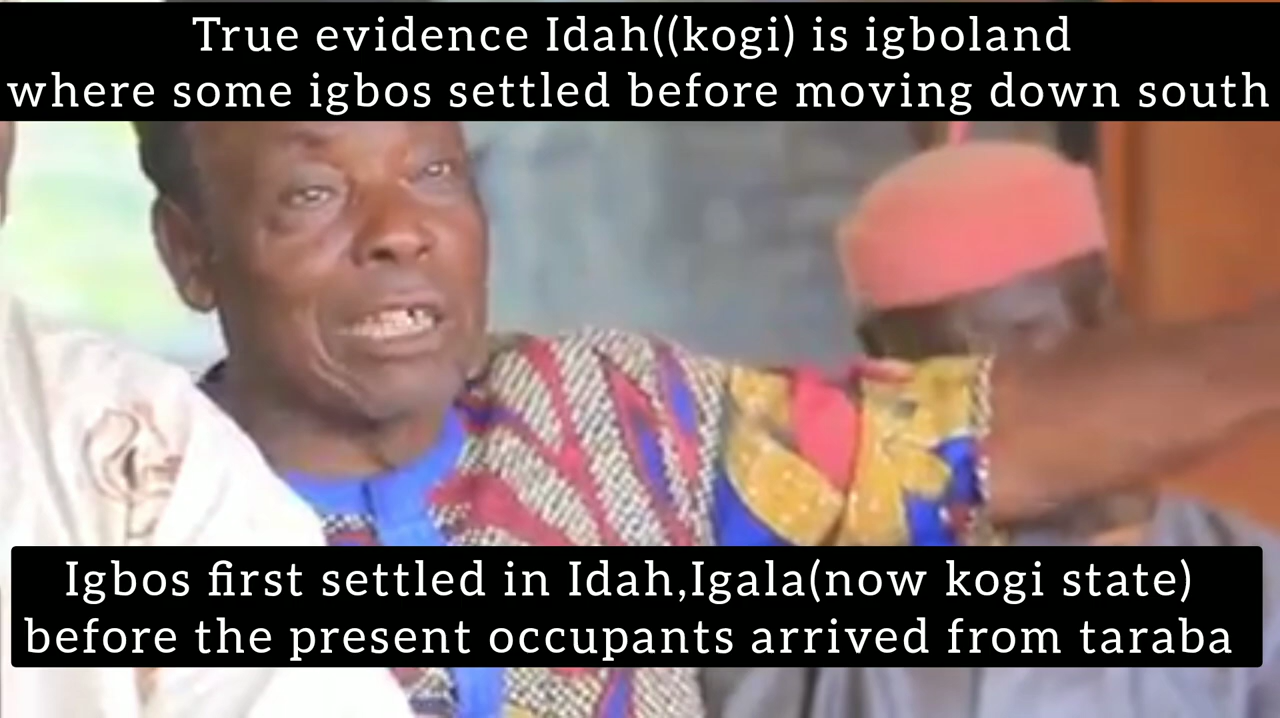 True evidence Idah((kogi) is igboland
where some igbos settled before moving down south
Igbos first settled in Idah,Igala(now kogi state)
before the present occupants arrived from taraba